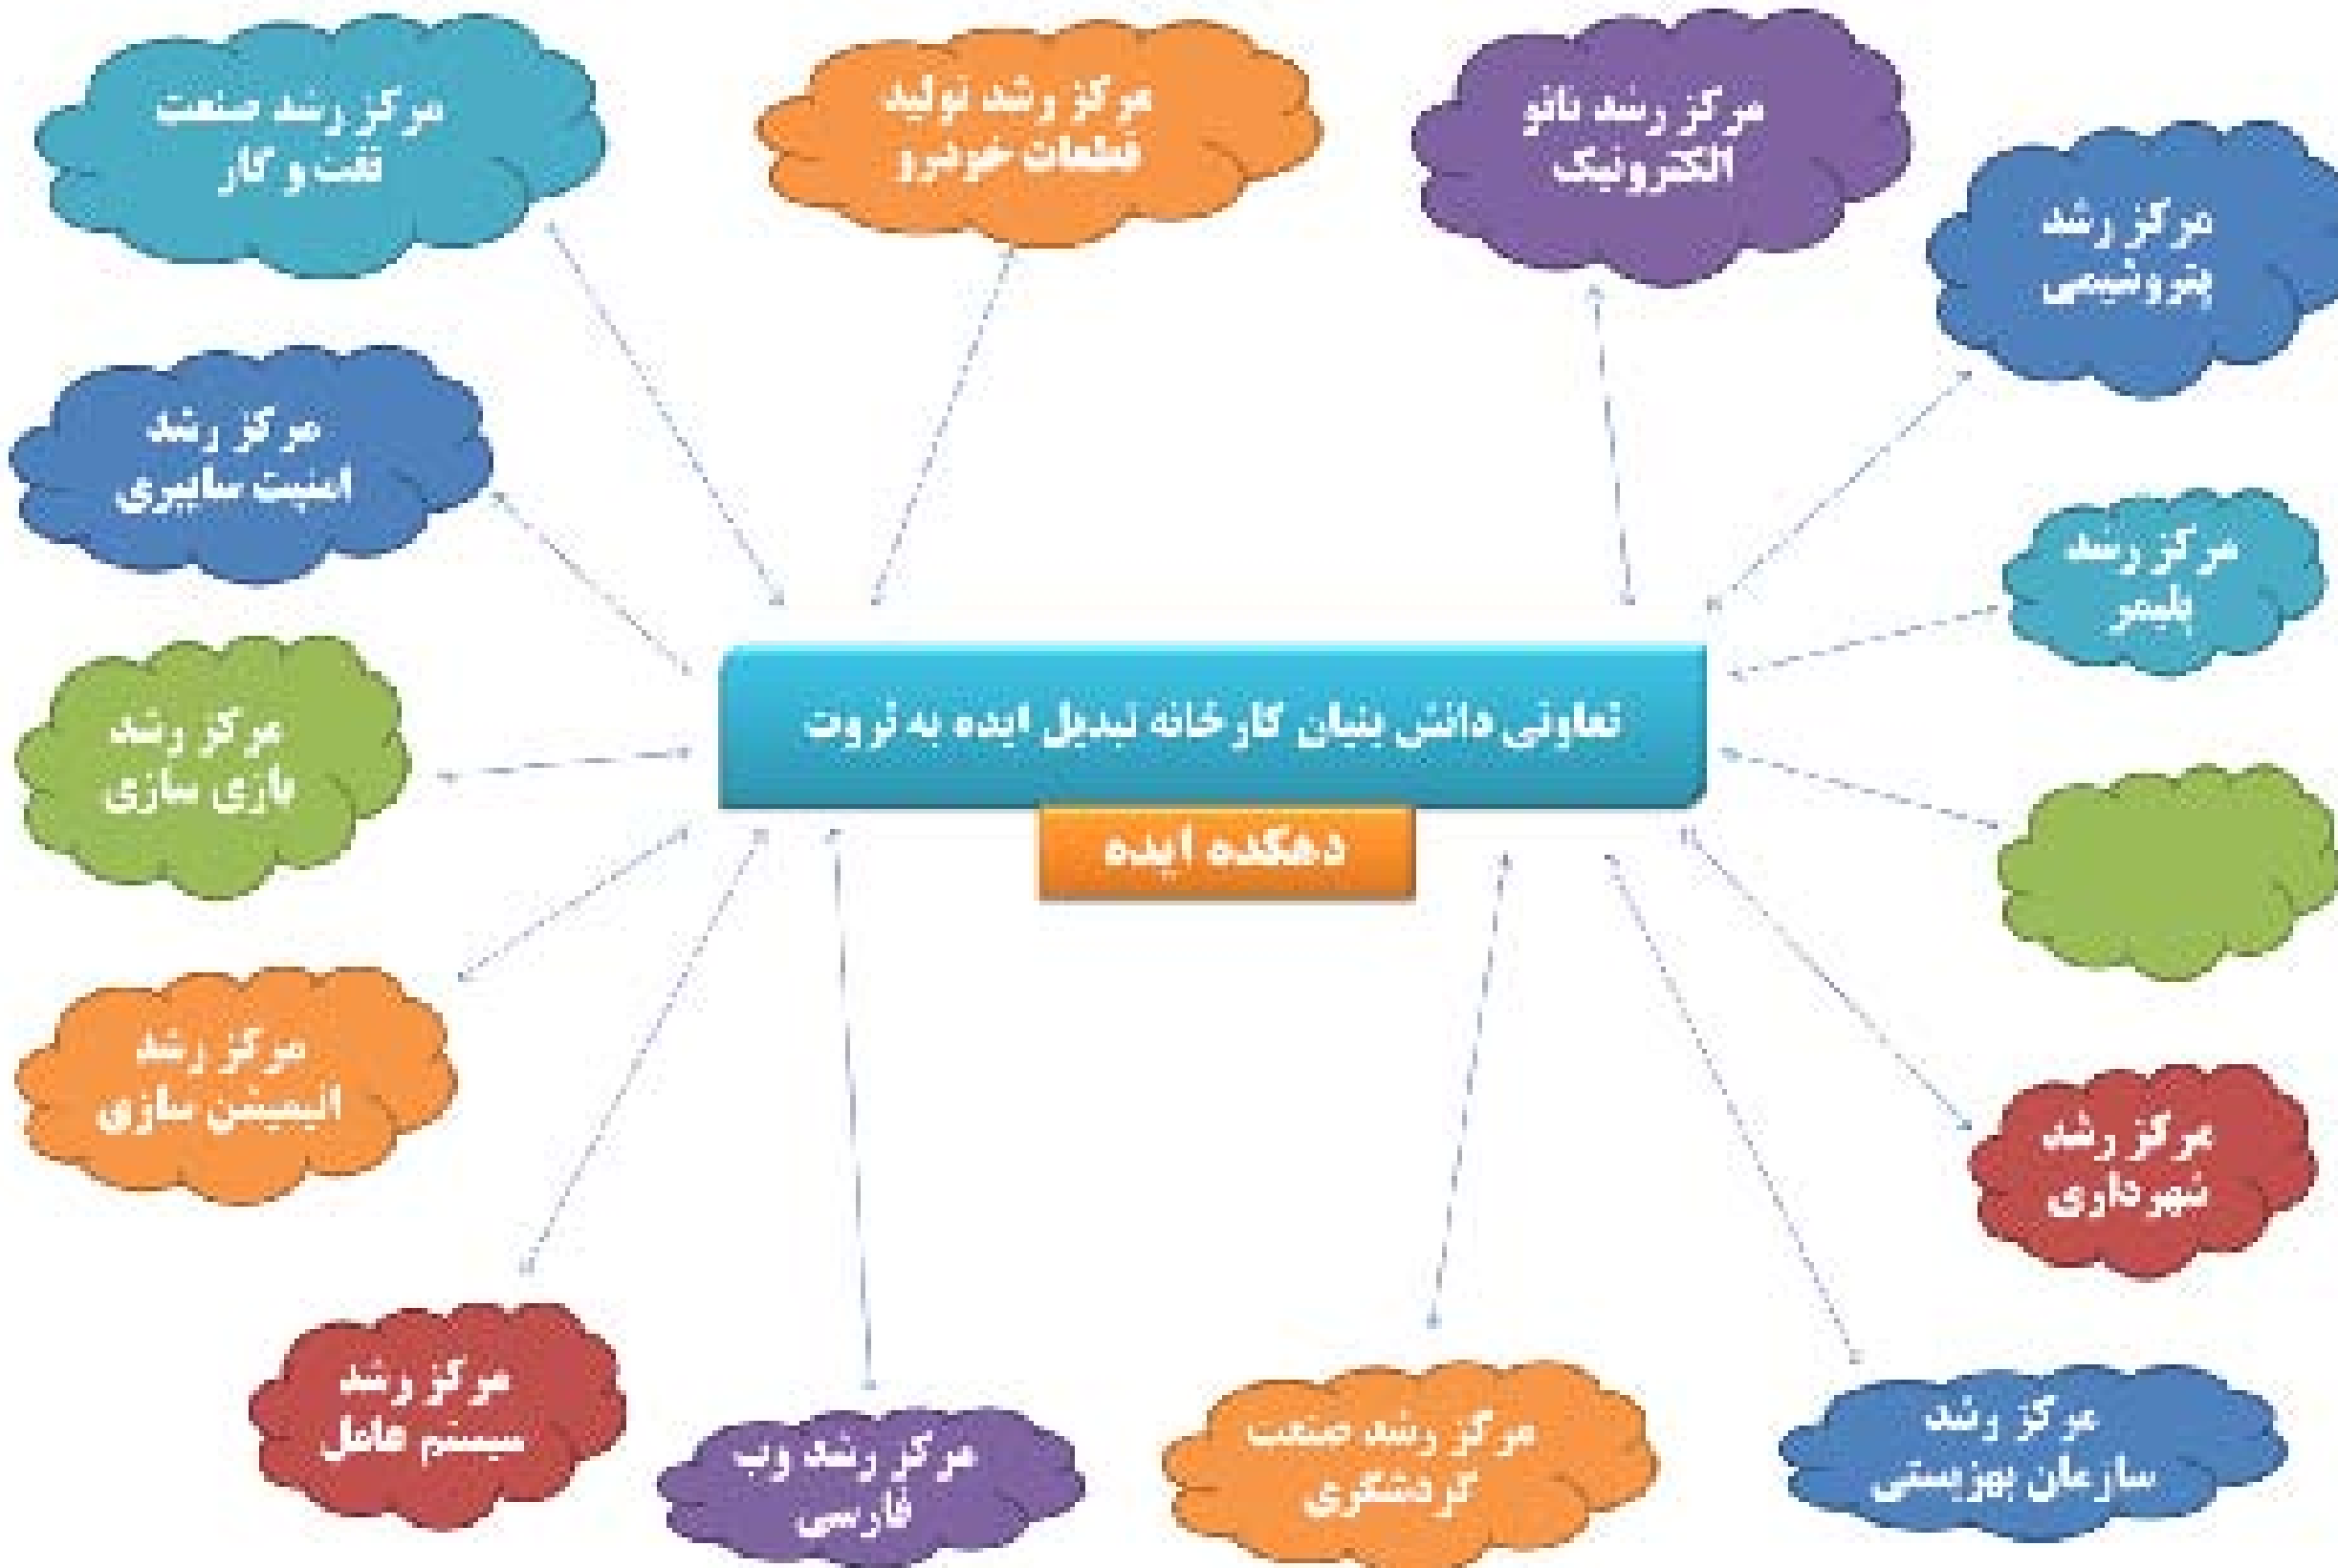 مرکز رشد نانو
الکترونیک
مرکز رشد تولید
قطعات خودرو
مرکز رشد صنعت
نفت و گاز
مرکز رشد
پتروشیمی
مرکز رشد
امنیت سایبری
مرکز رشد
پلیمر
تعاونی دانش بنیان کارخانه تبدیل ایده به ثروت
دهکده ایده
مرکز رشد
بازی سازی
مرکز رشد
انیمیشن سازی
مرکز رشد
شهرداری
مرکز رشد
سازمان بهزیستی
مرکز رشد صنعت
گردشگری
مرکز رشد وب
فارسی
مرکز رشد
سیستم عامل